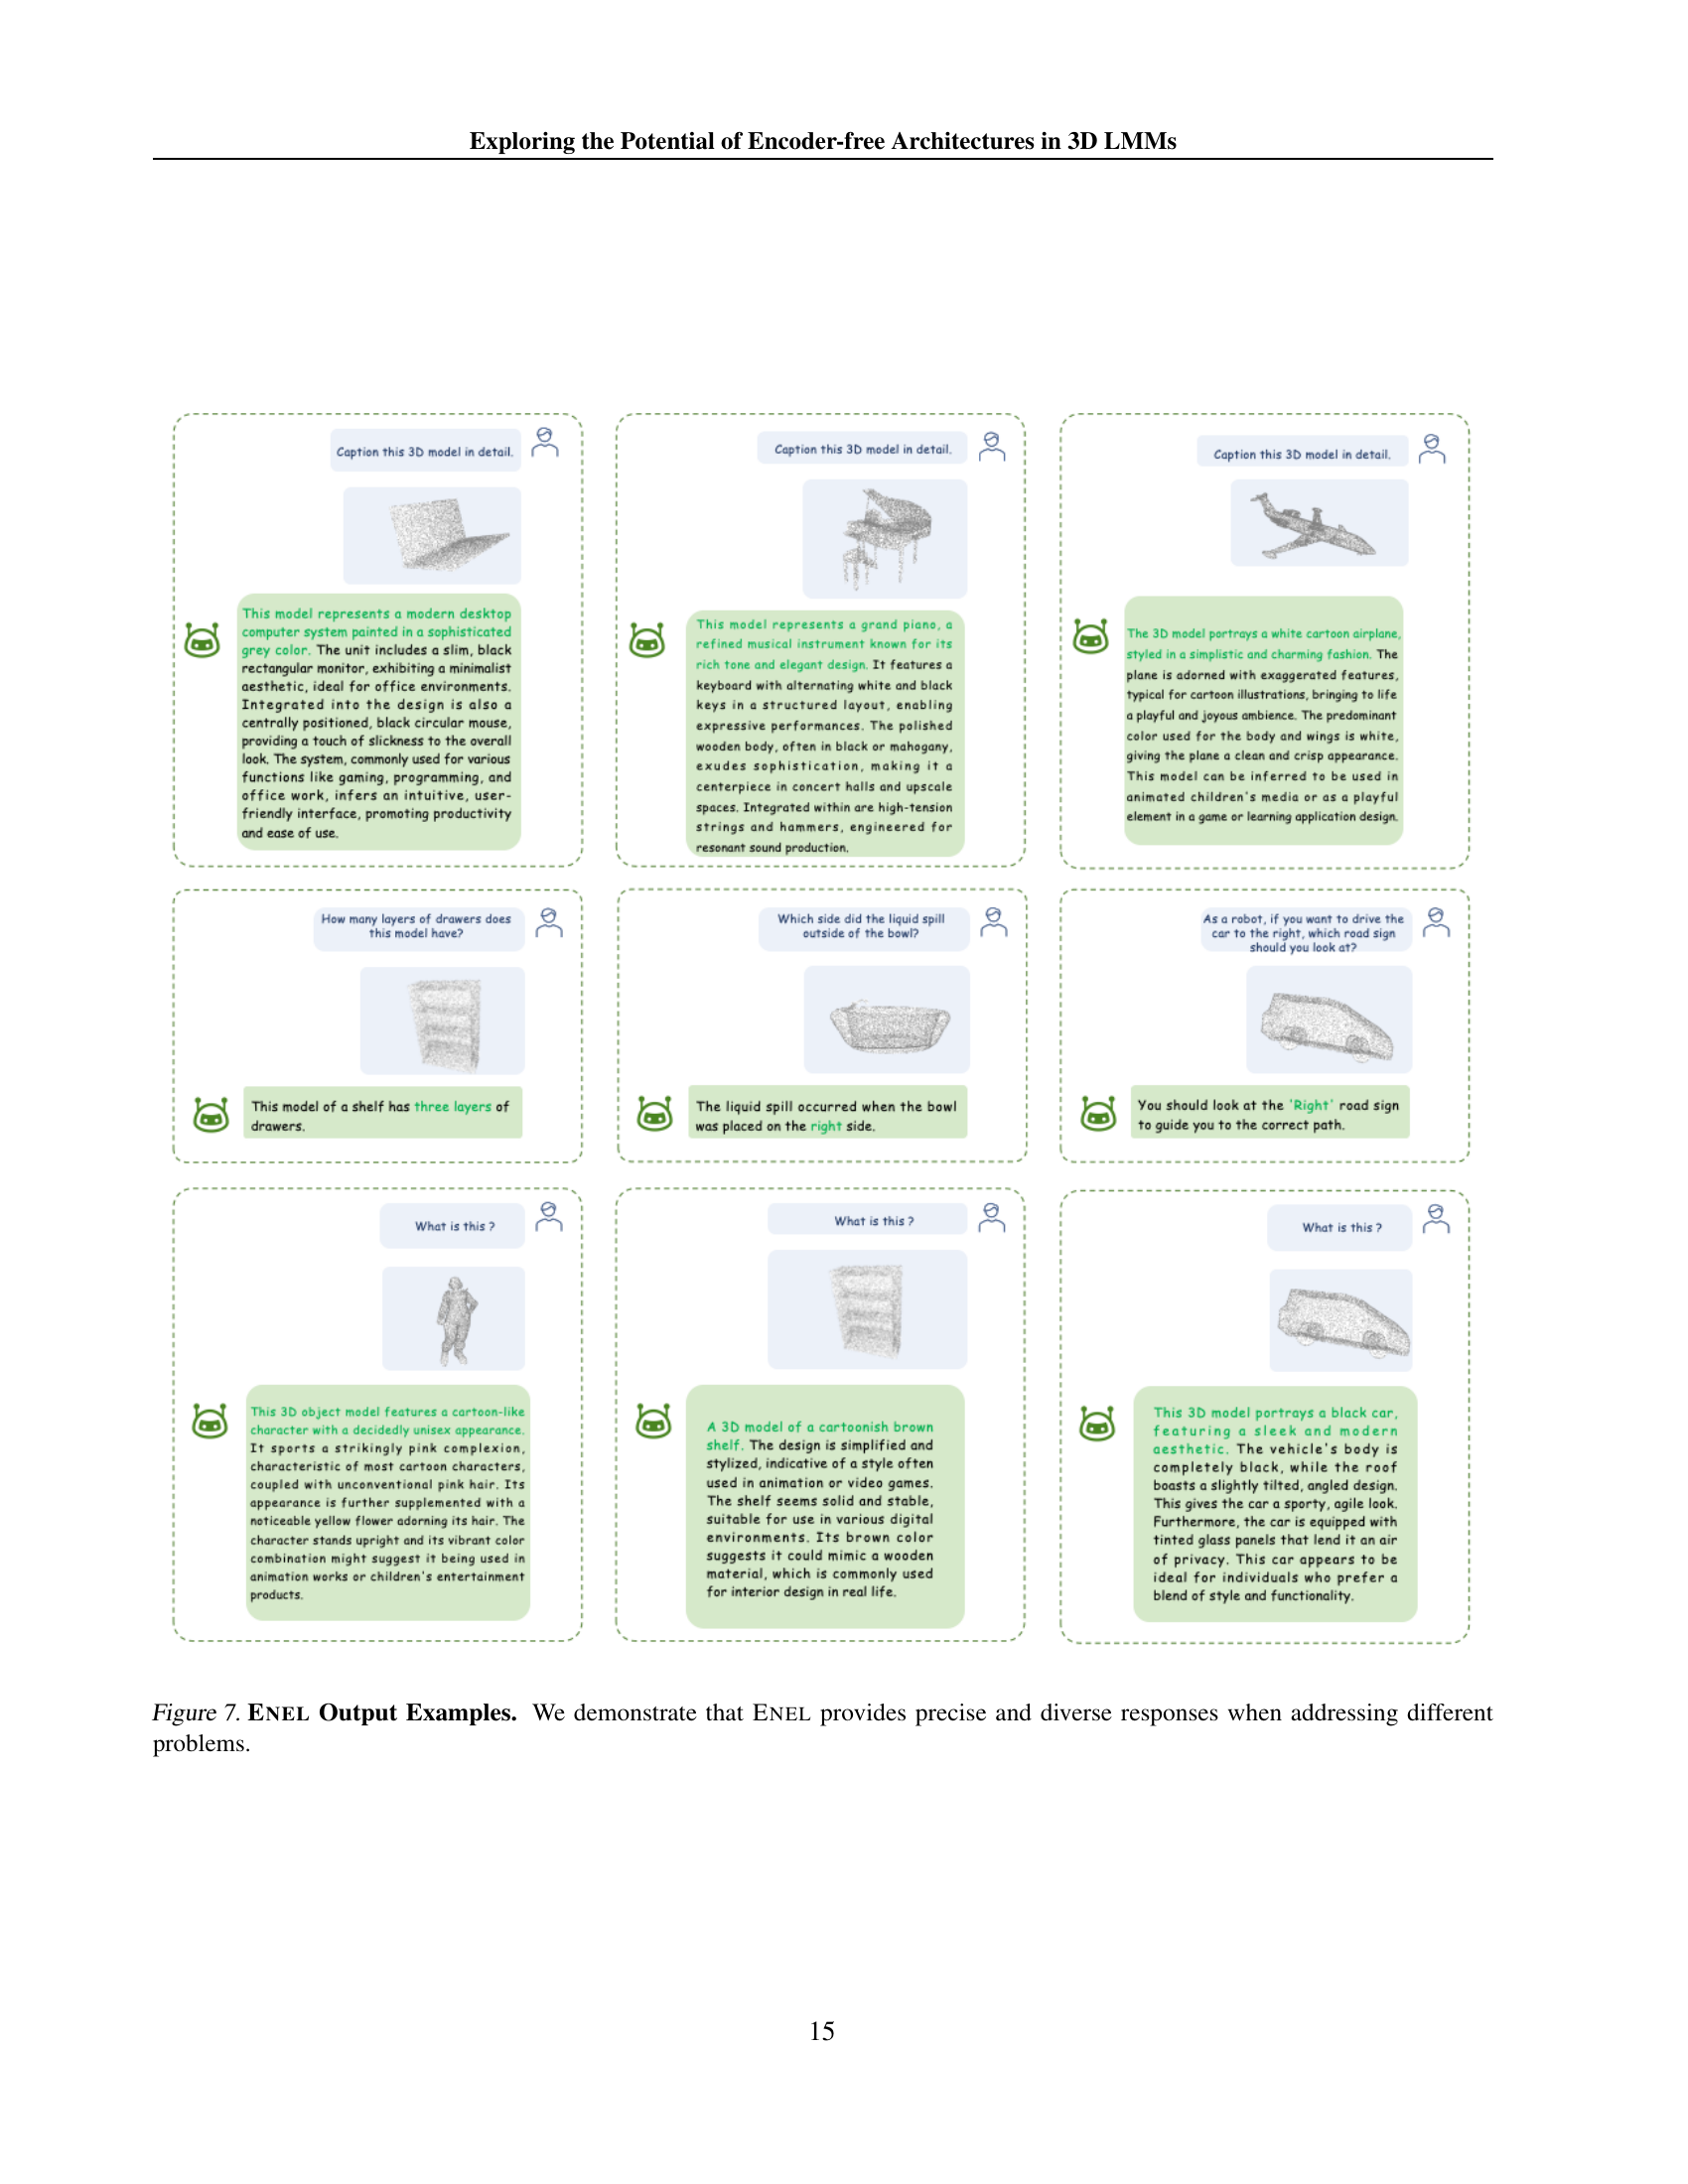 Exploring the Potential of Encoder-free Architectures in 3D LMMs
Caption this 3D model in detail.
This model represents a modern desktop
computer system painted in a sophisticated
grey color. The unit includes a slim, black
rectangular monitor, exhibiting a minimalist
aesthetic, ideal for office environments.
Integrated into the design is also a
centrally positioned, black circular mouse,
providing a touch of slickness to the overall
look. The system, commonly used for various
functions like gaming, programming, and
office work, infers an intuitive, user-
friendly interface, promoting productivity
and ease of use.
Caption this 3D model in detail.
This model represents a grand piano, a
refined musical instrument known for its
rich tone and elegant design. It features a
keyboard with alternating white and black
keys in a structured layout, enabling
expressive performances. The polished
wooden body, often in black or mahogany,
exudes sophistication, making it a
centerpiece in concert halls and upscale
spaces. Integrated within are high-tension
strings and hammers, engineered for
resonant sound production.
Caption this 3D model in detail.
The 3D model portrays a white cartoon airplane,
styled in a simplistic and charming fashion. The
plane is adorned with exaggerated features,
typical for cartoon illustrations, bringing to life
a playful and joyous ambience. The predominant
color used for the body and wings is white,
giving the plane a clean and crisp appearance.
This model can be inferred to be used in
animated children's media or as a playful
element in a game or learning application design.
How many layers of drawers does
this model have?
This model of a shelf has three layers of
drawers.
Which side did the liquid spill
outside of the bowl?
The liquid spill occurred when the bowl
was placed on the right side.
As a robot, if you want to drive the
car to the right, which road sign
should you look at?
You should look at the 'Right' road sign
to guide you to the correct path.
What is this ?
This 3D object model features a cartoon-like
character with a decidedly unisex appearance.
It sports a strikingly pink complexion,
characteristic of most cartoon characters,
coupled with unconventional pink hair. Its
appearance is further supplemented with a
noticeable yellow flower adorning its hair. The
character stands upright and its vibrant color
combination might suggest it being used in
animation works or children's entertainment
products.
What is this ?
A 3D model of a cartoonish brown
shelf. The design is simplified and
stylized, indicative of a style often
used in animation or video games.
The shelf seems solid and stable,
suitable for use in various digital
environments. Its brown color
suggests it could mimic a wooden
material, which is commonly used
for interior design in real life.
What is this ?
This 3D model portrays a black car,
featuring a sleek and modern
aesthetic. The vehicle's body is
completely black, while the roof
boasts a slightly tilted, angled design.
This gives the car a sporty, agile look.
Furthermore, the car is equipped with
tinted glass panels that lend it an air
of privacy. This car appears to be
ideal for individuals who prefer a
blend of style and functionality.
Figure 7. ENEL Output Examples. We demonstrate that ENEL provides precise and diverse responses when addressing different
problems.
15